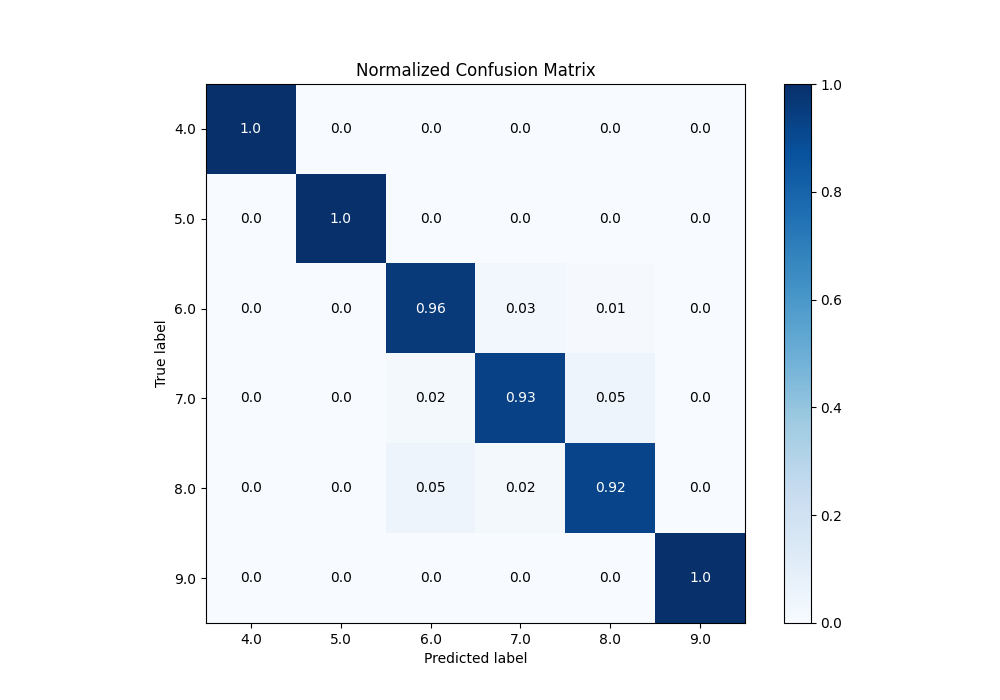 Normalized Confusion Matrix
True label
4.0 1.0 0.0 0.0 0.0 0.0 0.0
5.0 0.0 1.0 0.0 0.0 0.0 0.0
6.0 0.0 0.0 0.96 0.03 0.01 0.0
7.0 0.0 0.0 0.02 0.93 0.05 0.0
8.0 0.0 0.0 0.05 0.02 0.92 0.0
9.0 0.0 0.0 0.0 0.0 0.0 1.0
4.0 5.0 6.0 7.0 8.0 9.0
Predicted label
1.0
0.8
0.6
0.4
0.2
0.0